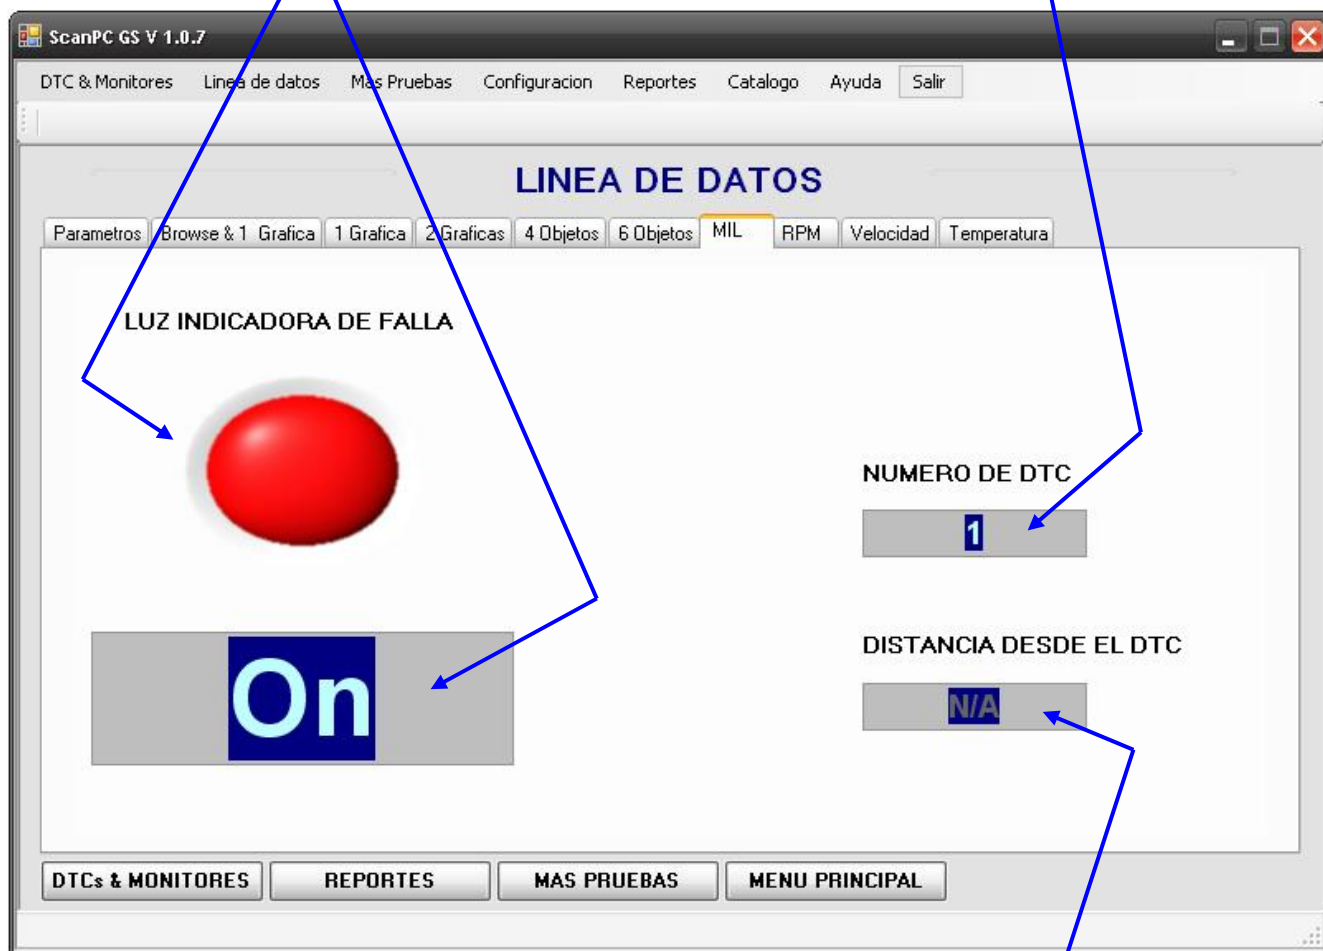 ScanPC GS V 1.0.7
DTC & Monitores Linea de datos Mas Pruebas Configuracion Reportes Catalogo Ayuda Salir
LINEA DE DATOS
Parametros Browse & 1 Grafica 1 Grafica 2 Graficas 4 Objetos 6 Objetos MIL RPM Velocidad Temperatura
LUZ INDICADORA DE FALLA
NUMERO DE DTC
1
DISTANCIA DESDE EL DTC
On
N/A
DTCs & MONITORES REPORTES MAS PRUEBAS MENU PRINCIPAL